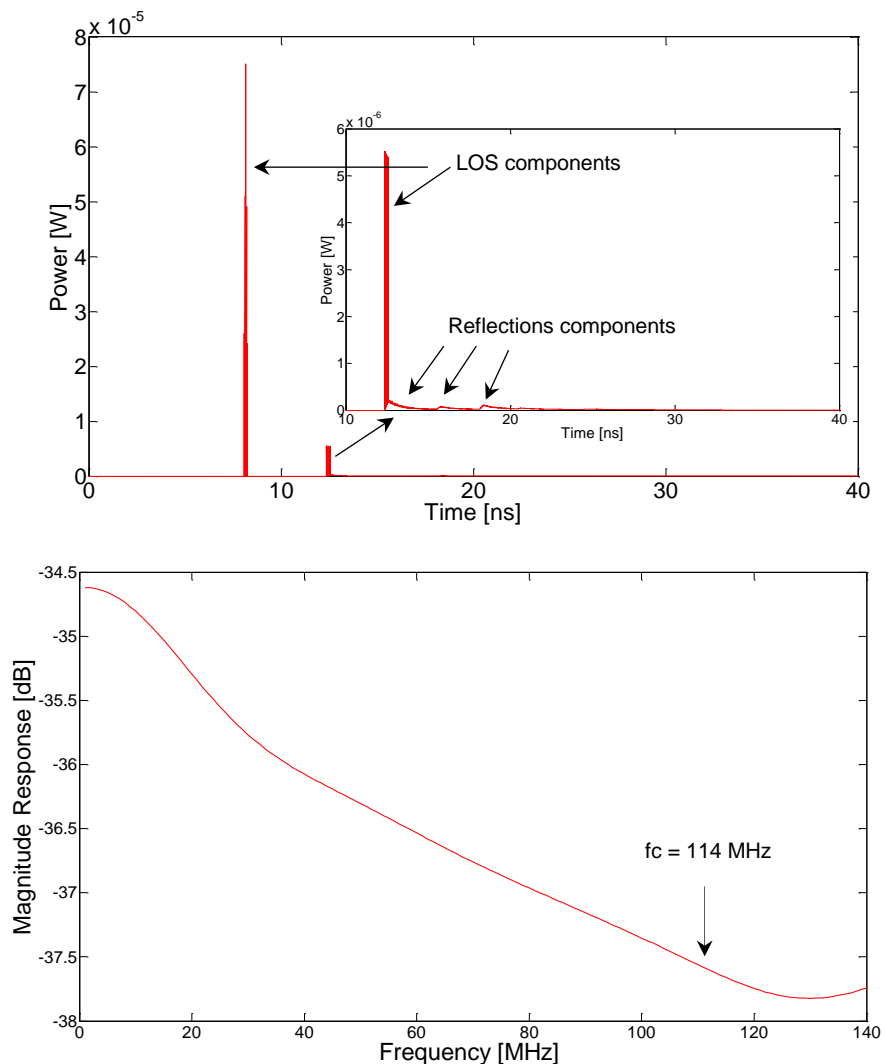 8 x 10 -5
7
6
5
4
3
2
1
0
0 10 20 30 40
Power [W]
Time [ns]
6 x 10 -6
5
4
3
2
1
0
10 20 30 40
Power [W]
Time [ns]
LOS components
Reflections components
-34.5
-35
-35.5
-36
-36.5
-37
-37.5
-38
0 20 40 60 80 100 120 140
Magnitude Response [dB]
Frequency [MHz]
fc = 114 MHz